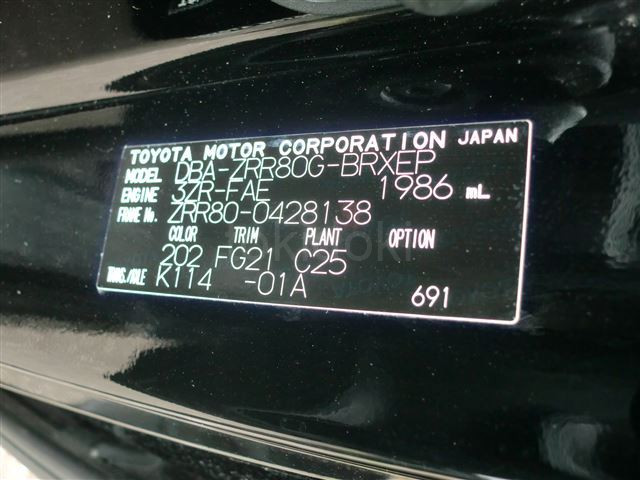 TOYOTA MOTOR CORPORATION JAPAN
MODEL DBA-ZRR80G-BRXEP
ENGINE 3ZR-FAE 1986 mL
FRAME No. ZRR80-0428138
COLOR TRIM PLANT OPTION
202 FG21 C25
TRANS./AXLE K114 -01A
691